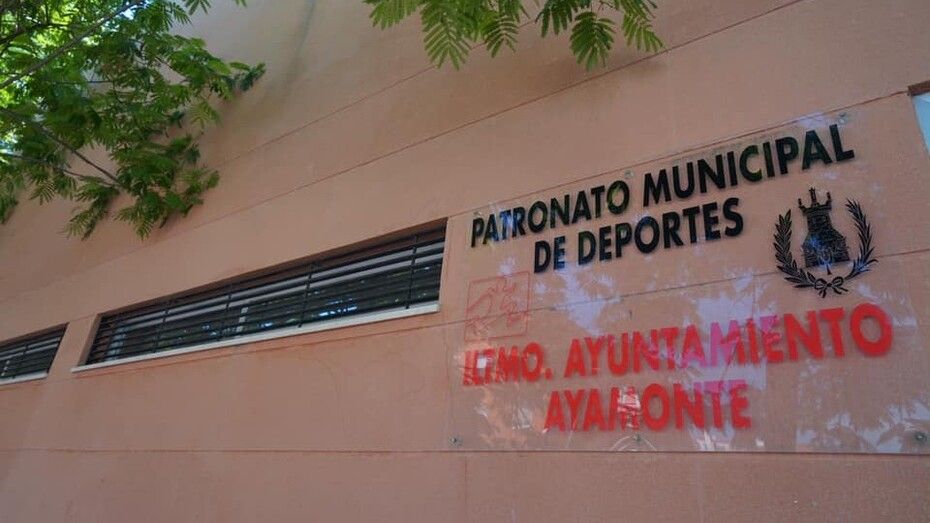 PATRONATO MUNICIPAL
DE DEPORTES
ILTMO. AYUNTAMIENTO
AYAMONTE